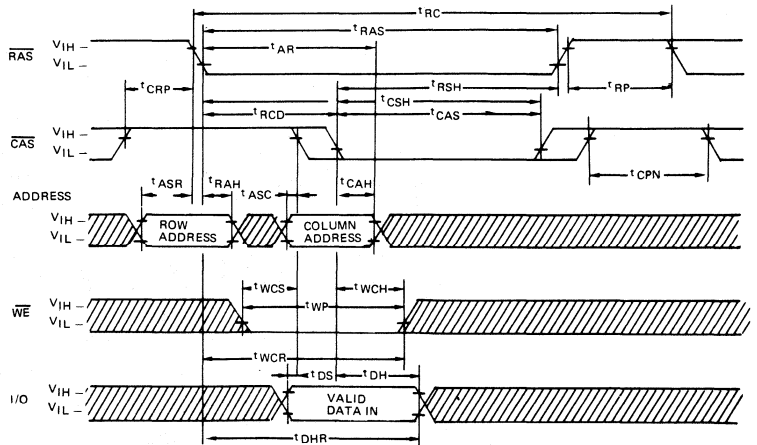 tRC
tRAS
tAR
RAS
VIH
VIL
tCRP
tRSH
tRP
tCSH
tRCD
tCAS
CAS
VIH
VIL
tCPN
tASR
tRAH
tASC
tCAH
ADDRESS
VIH
VIL
ROW ADDRESS
COLUMN ADDRESS
tWCS
tWCH
tWP
WE
VIH
VIL
tWCR
tDS
tDH
I/O
VIH
VIL
VALID DATA IN
tDHR